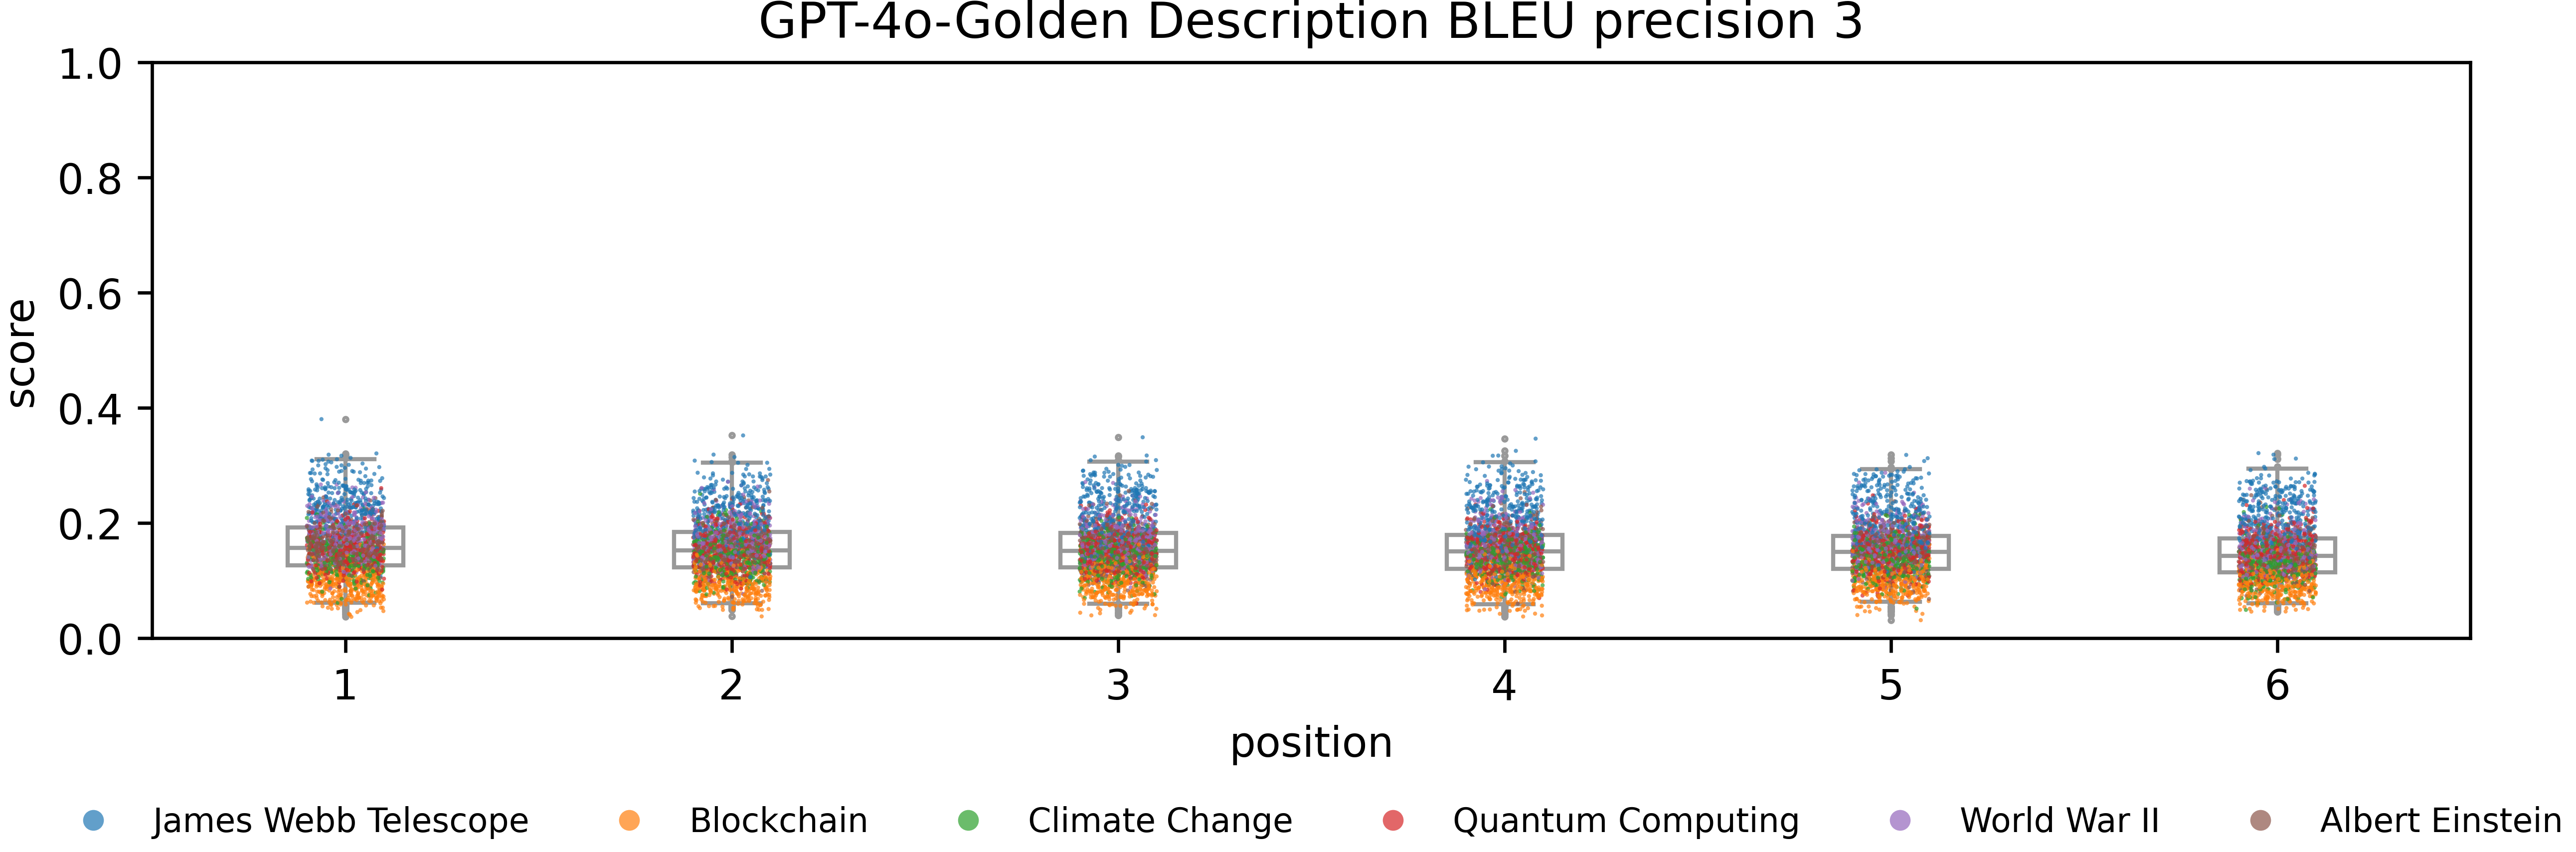 GPT-4o-Golden Description BLEU precision 3
1.0
0.8
0.6
0.4
0.2
0.0
score
1 2 3 4 5 6
position
James Webb Telescope Blockchain Climate Change Quantum Computing World War II Albert Einstein